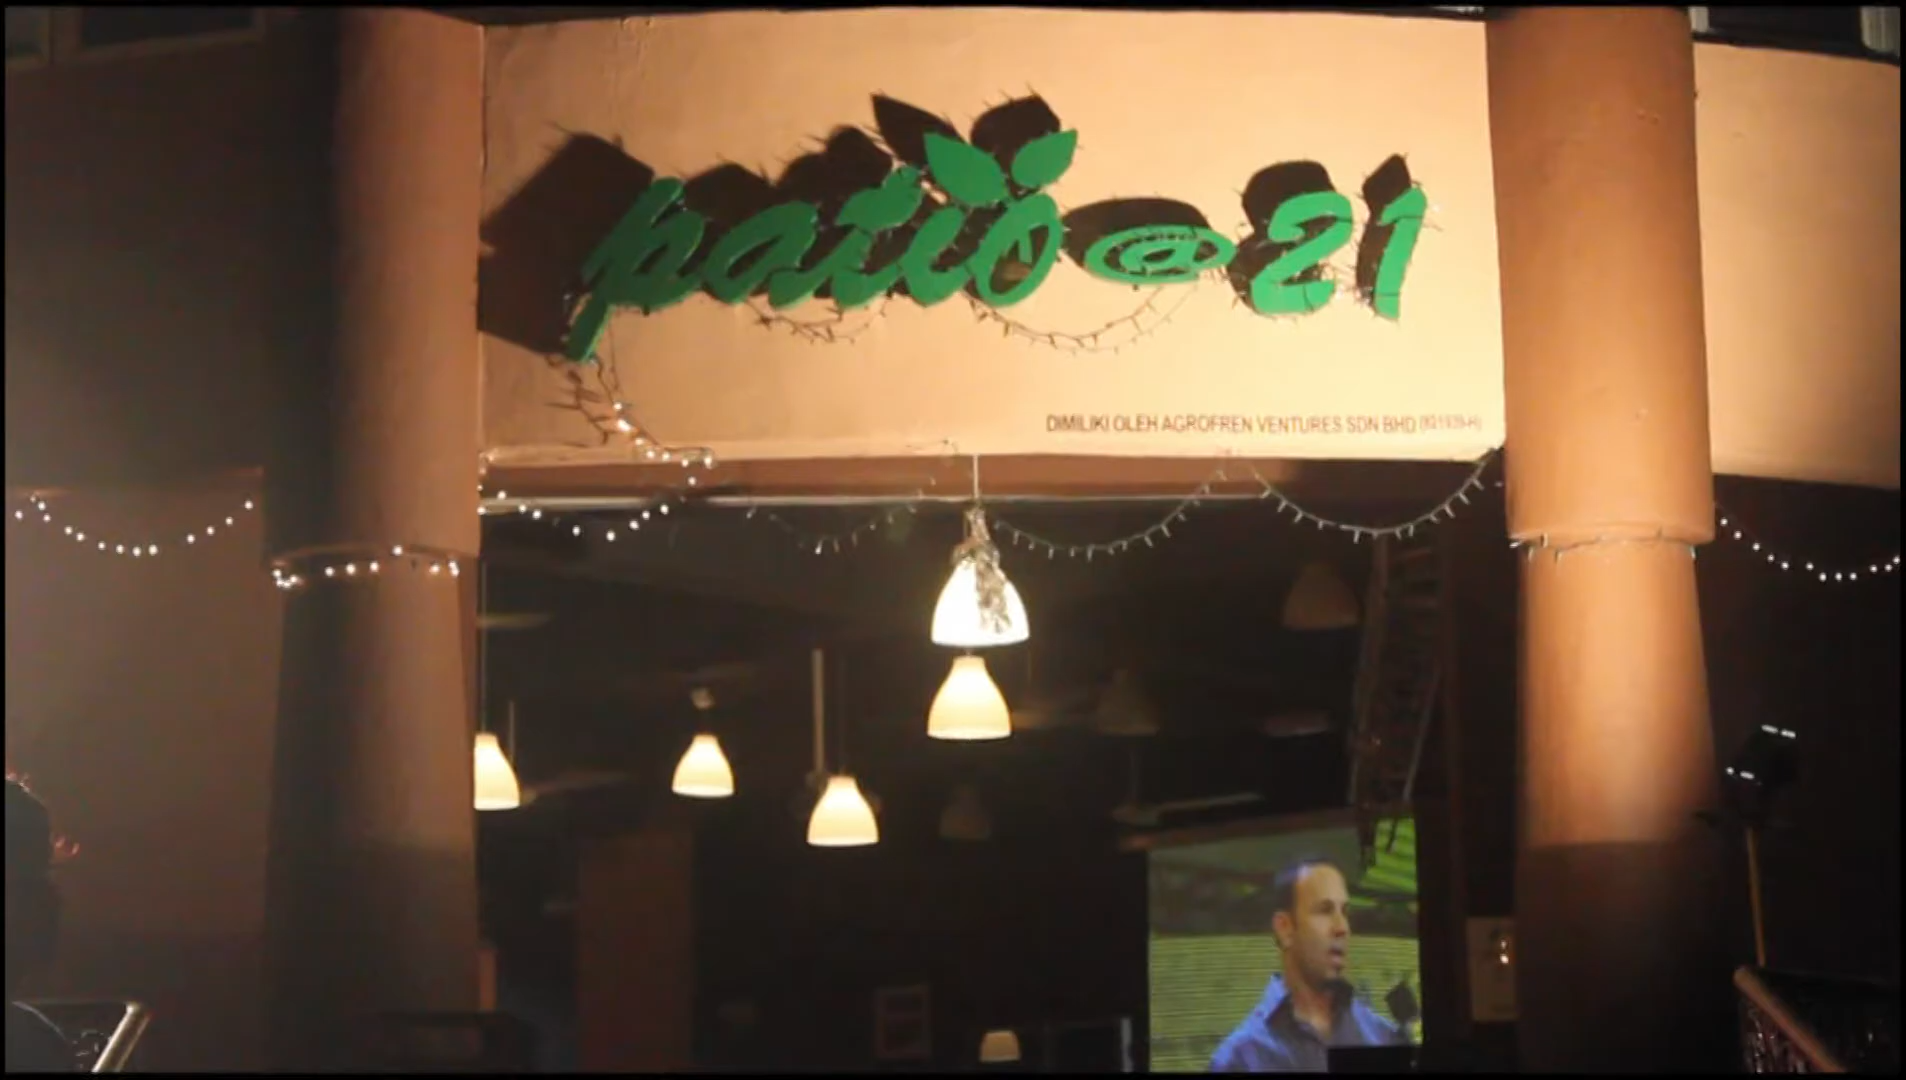 patio @ 21
DIMILIKI OLEH AGROFREN VENTURES SDN BHD